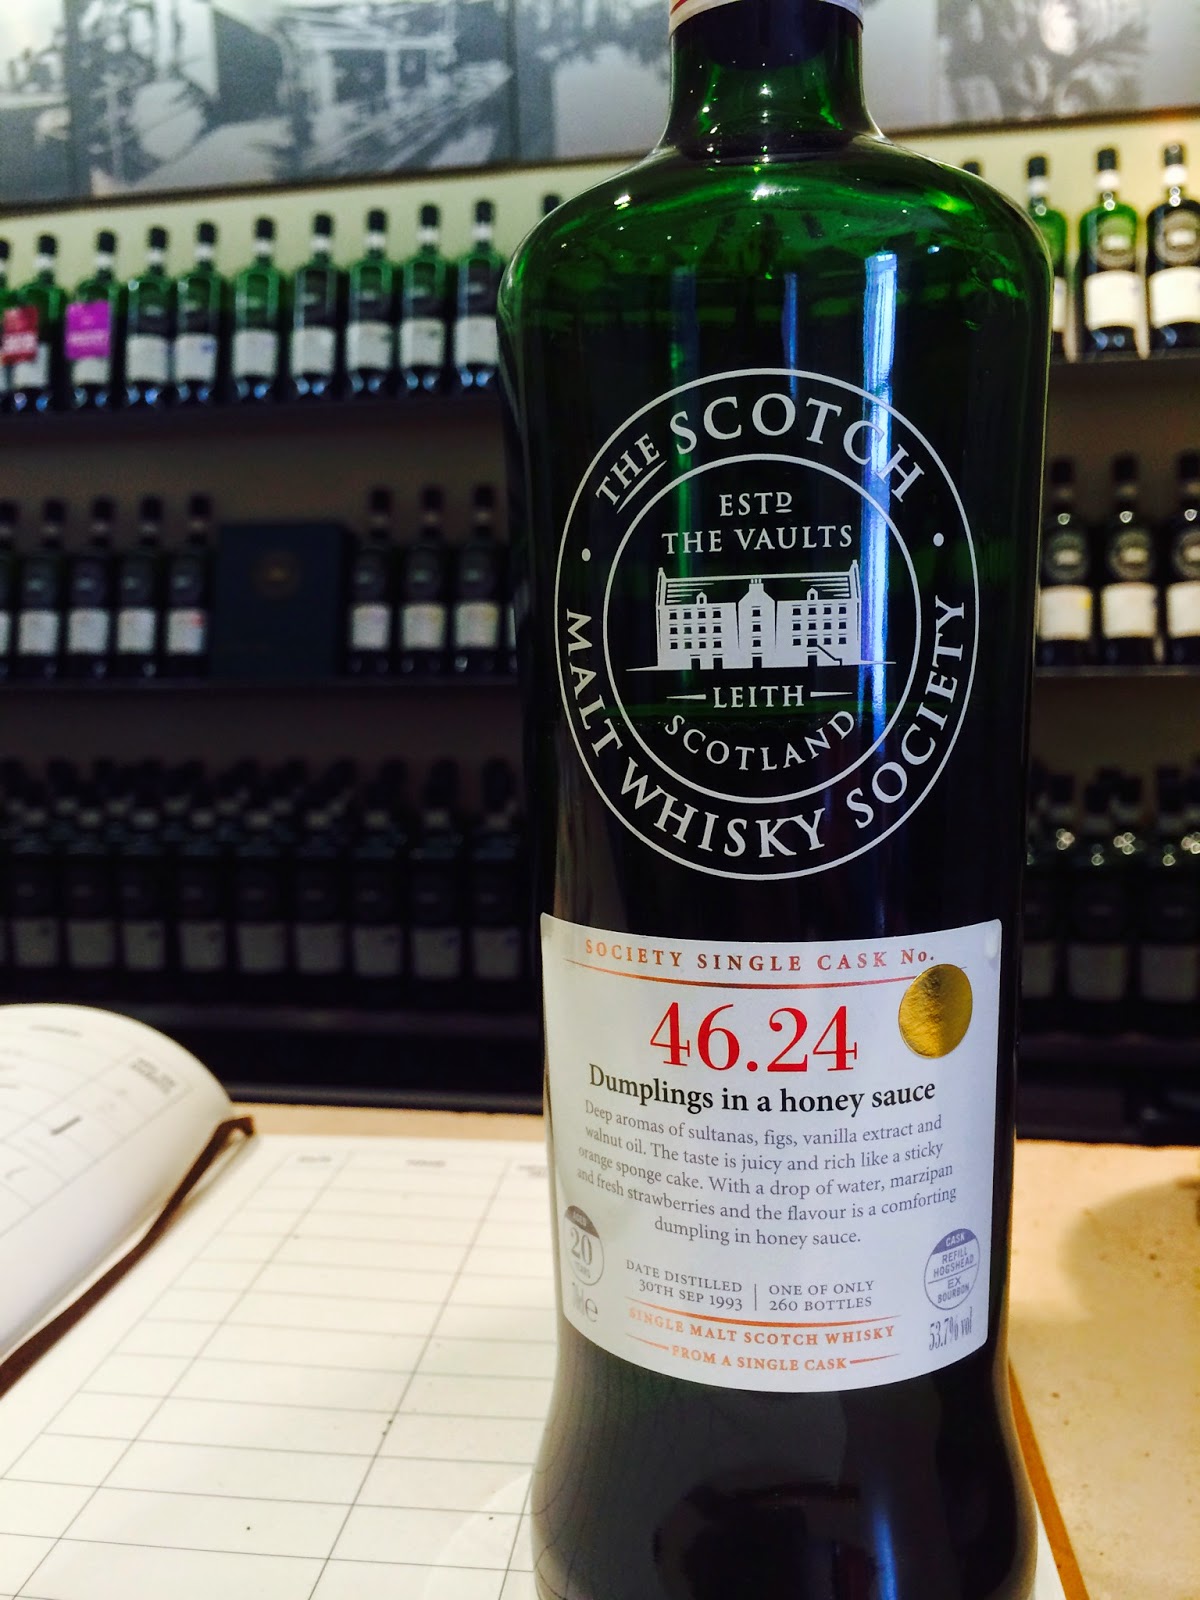 THE SCOTCH
MALT WHISKY SOCIETY
ESTD
THE VAULTS
LEITH
SCOTLAND
SOCIETY SINGLE CASK No.
46.24
Dumplings in a honey sauce
Deep aromas of sultanas, figs, vanilla extract and
walnut oil. The taste is juicy and rich like a sticky
orange sponge cake. With a drop of water, marzipan
and fresh strawberries and the flavour is a comforting
dumpling in honey sauce.
AGED
20
YEARS
DATE DISTILLED
30TH SEP 1993
ONE OF ONLY
260 BOTTLES
CASK
REFILL
HOGSHEAD
EX
BOURBON
53.7% vol
SINGLE MALT SCOTCH WHISKY
FROM A SINGLE CASK